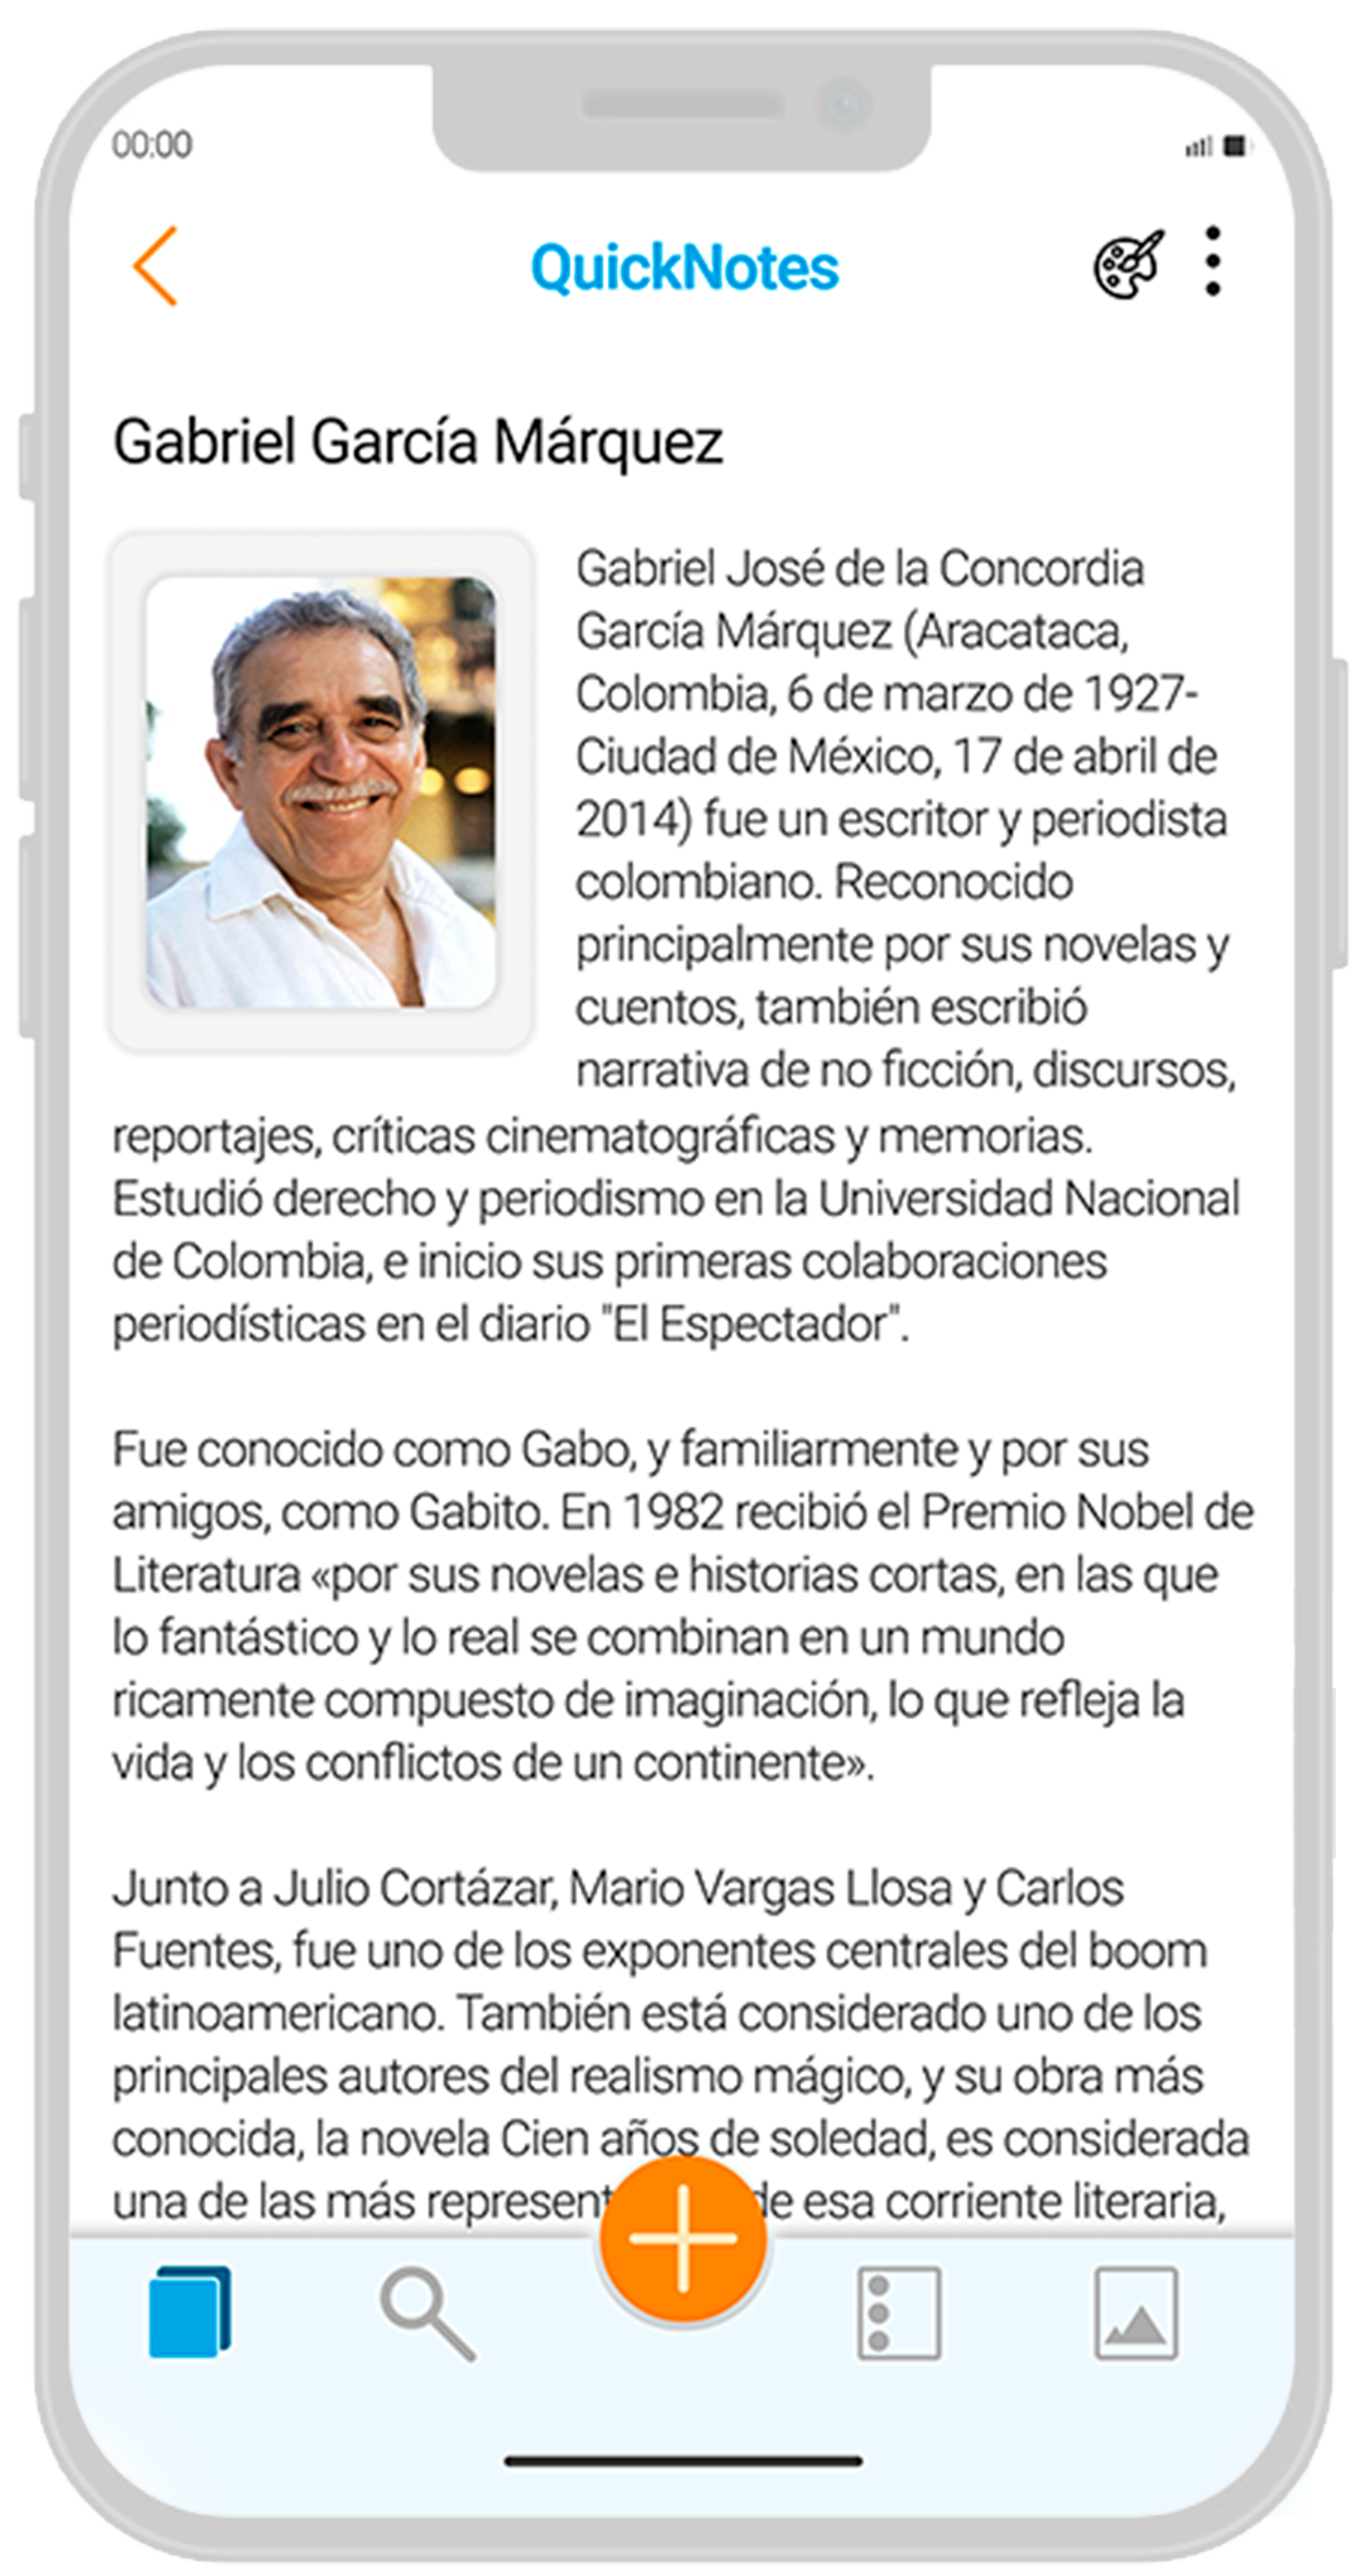 00:00
QuickNotes
Gabriel García Márquez
Gabriel José de la Concordia
García Márquez (Aracataca,
Colombia, 6 de marzo de 1927-
Ciudad de México, 17 de abril de
2014) fue un escritor y periodista
colombiano. Reconocido
principalmente por sus novelas y
cuentos, también escribió
narrativa de no ficción, discursos,
reportajes, críticas cinematográficas y memorias.
Estudió derecho y periodismo en la Universidad Nacional
de Colombia, e inicio sus primeras colaboraciones
periodísticas en el diario "El Espectador".
Fue conocido como Gabo, y familiarmente y por sus
amigos, como Gabito. En 1982 recibió el Premio Nobel de
Literatura «por sus novelas e historias cortas, en las que
lo fantástico y lo real se combinan en un mundo
ricamente compuesto de imaginación, lo que refleja la
vida y los conflictos de un continente».
Junto a Julio Cortázar, Mario Vargas Llosa y Carlos
Fuentes, fue uno de los exponentes centrales del boom
latinoamericano. También está considerado uno de los
principales autores del realismo mágico, y su obra más
conocida, la novela Cien años de soledad, es considerada
una de las más de esa corriente literaria,